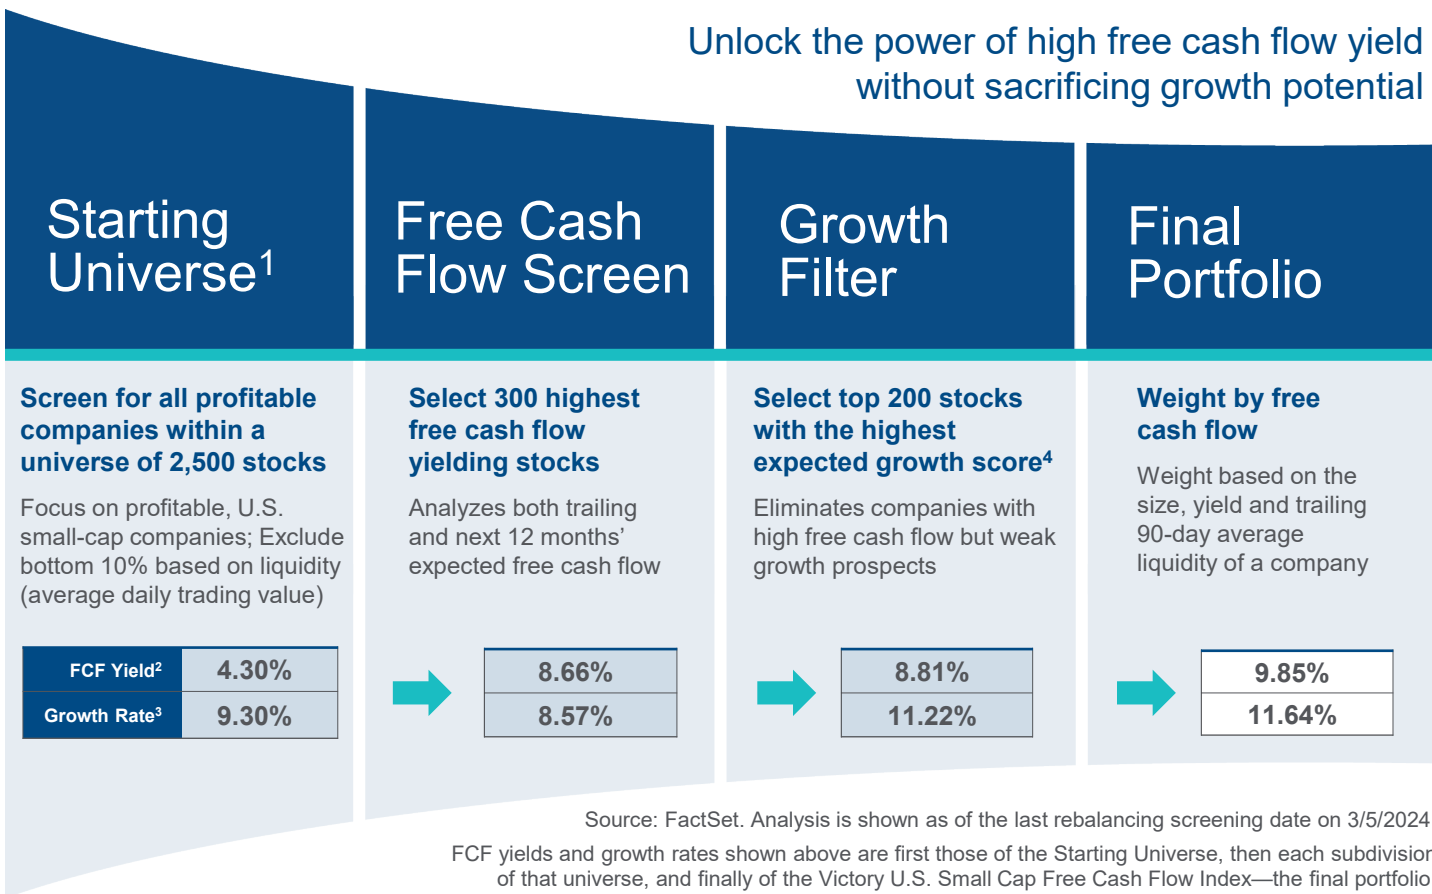 Unlock the power of high free cash flow yield
without sacrificing growth potential
Starting
Universe1
Free Cash
Flow Screen
Growth
Filter
Final
Portfolio
Screen for all profitable
companies within a
universe of 2,500 stocks
Focus on profitable, U.S.
small-cap companies; Exclude
bottom 10% based on liquidity
(average daily trading value)
Select 300 highest
free cash flow
yielding stocks
Analyzes both trailing
and next 12 months’
expected free cash flow
Select top 200 stocks
with the highest
expected growth score4
Eliminates companies with
high free cash flow but weak
growth prospects
Weight by free
cash flow
Weight based on the
size, yield and trailing
90-day average
liquidity of a company
FCF Yield2 4.30% 8.66% 8.81% 9.85%
Growth Rate3 9.30% 8.57% 11.22% 11.64%
Source: FactSet. Analysis is shown as of the last rebalancing screening date on 3/5/2024
FCF yields and growth rates shown above are first those of the Starting Universe, then each subdivision
of that universe, and finally of the Victory U.S. Small Cap Free Cash Flow Index—the final portfolio